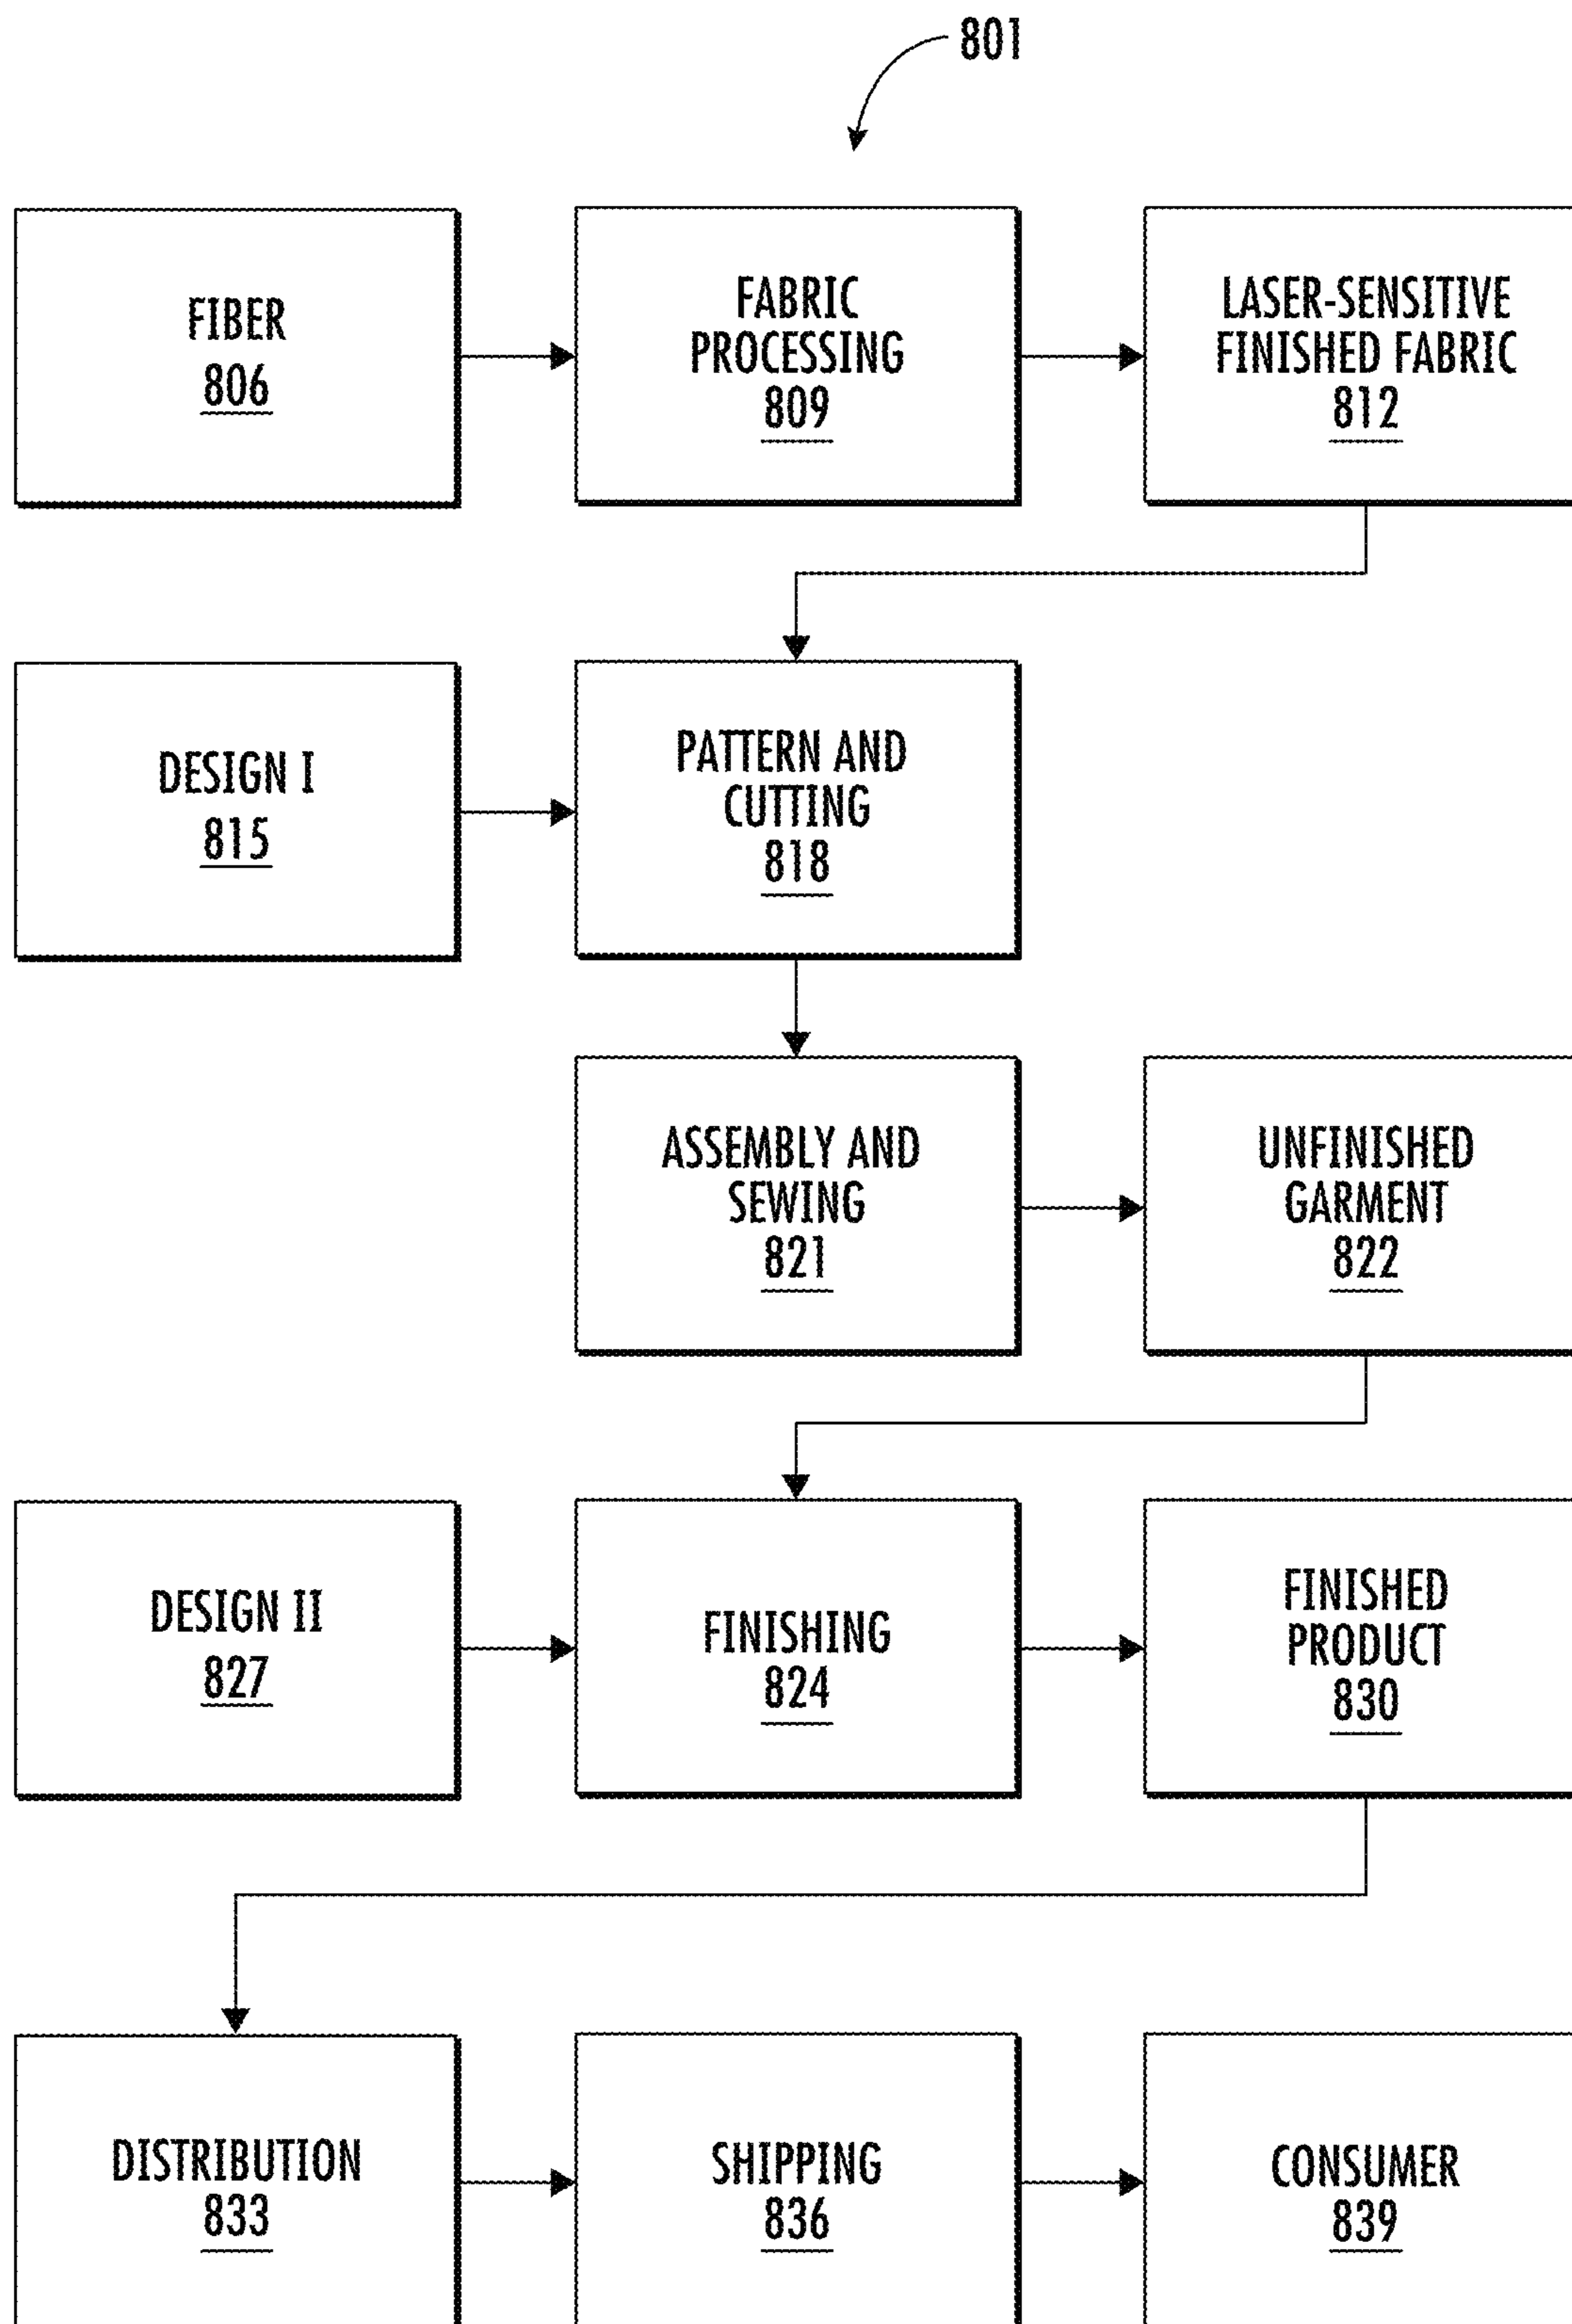 801
FIBER
806
FABRIC
PROCESSING
809
LASER-SENSITIVE
FINISHED FABRIC
812
DESIGN I
815
PATTERN AND
CUTTING
818
ASSEMBLY AND
SEWING
821
UNFINISHED
GARMENT
822
DESIGN II
827
FINISHING
824
FINISHED
PRODUCT
830
DISTRIBUTION
833
SHIPPING
836
CONSUMER
839